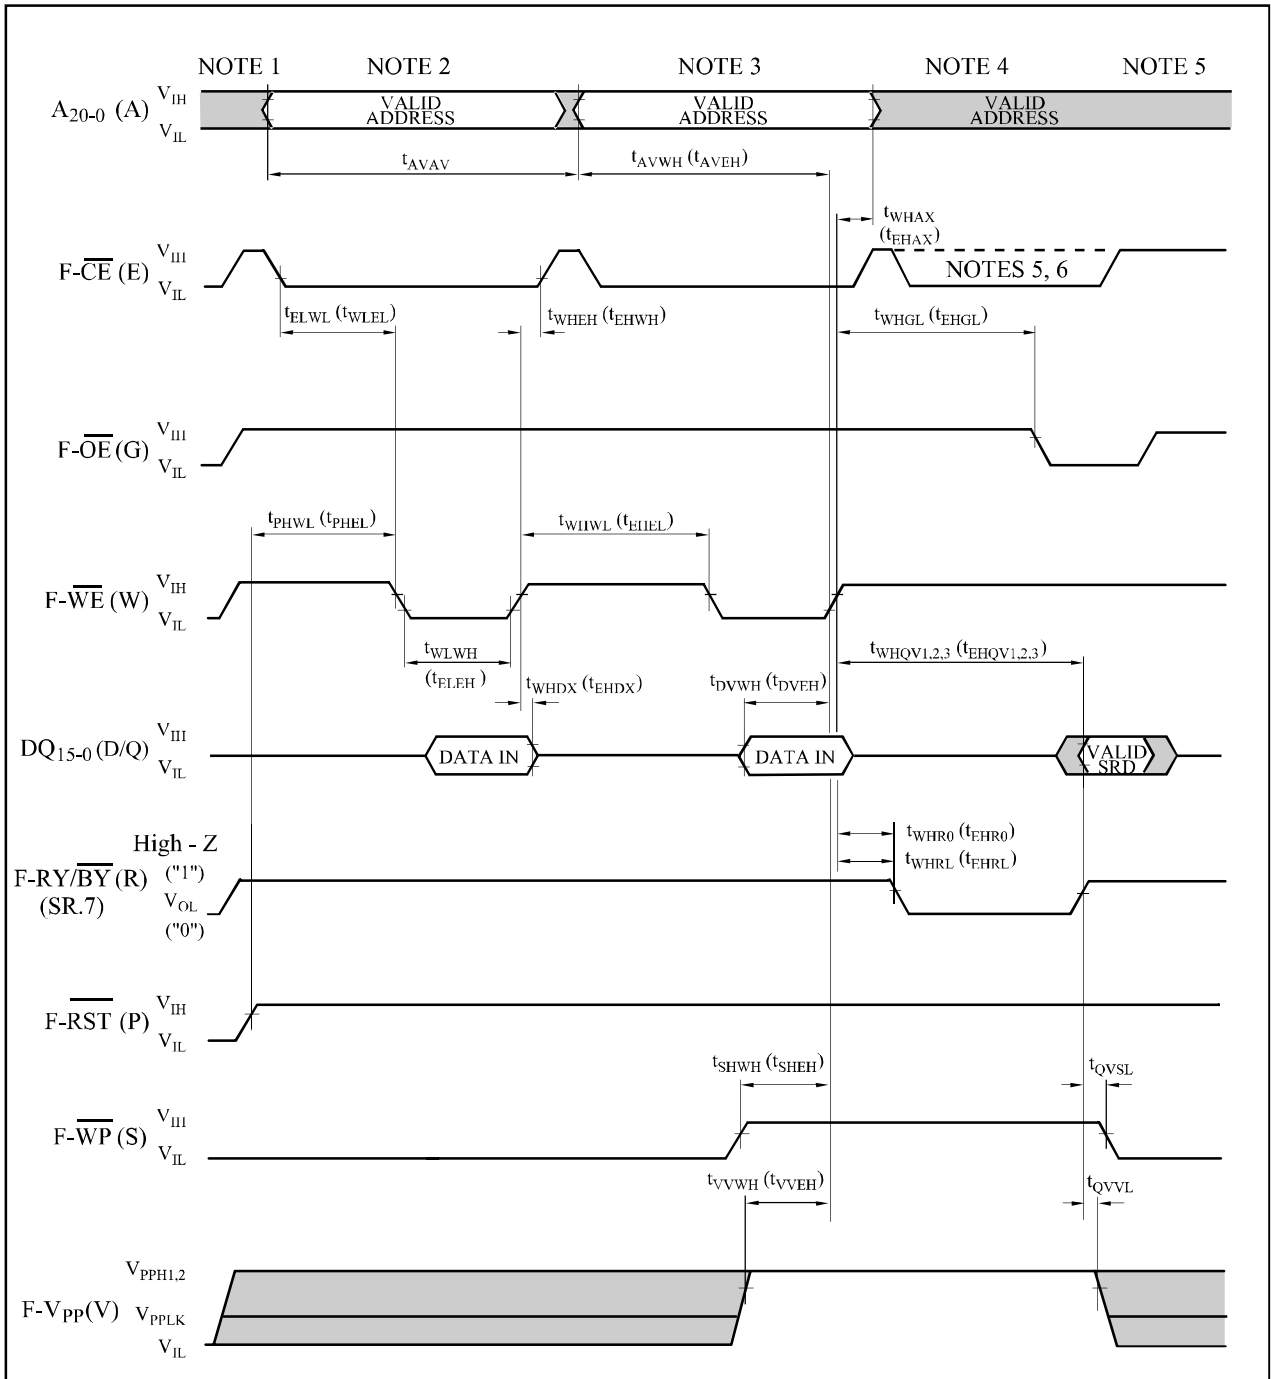 NOTE 1 NOTE 2 NOTE 3 NOTE 4 NOTE 5
A20-0 (A) VIH VIL
VALID ADDRESS
VALID ADDRESS
VALID ADDRESS
tAVAV
tAVWH (tAVEH)
tWHAX
(tEHAX)
F-CE (E) VIH VIL
NOTES 5, 6
tELWL (tWLEL)
tWHEH (tEHWH)
tWHGL (tEHGL)
F-OE (G) VIH VIL
tPHWL (tPHEL)
tWHWL (tEHEL)
F-WE (W) VIH VIL
tWLWH
(tELEH )
tWHQV1,2,3 (tEHQV1,2,3)
tWHDX (tEHDX)
tDVWH (tDVEH)
DQ15-0 (D/Q) VIH VIL
DATA IN
DATA IN
VALID SRD
High - Z
("1")
F-RY/BY (R)
(SR.7)
VOL
("0")
tWHR0 (tEHR0)
tWHRL (tEHRL)
F-RST (P) VIH VIL
tSHWH (tSHEH)
tQVSL
F-WP (S) VIH VIL
tVVWH (tVVEH)
tQVVL
VPPH1,2
F-VPP(V) VPPLK
VIL